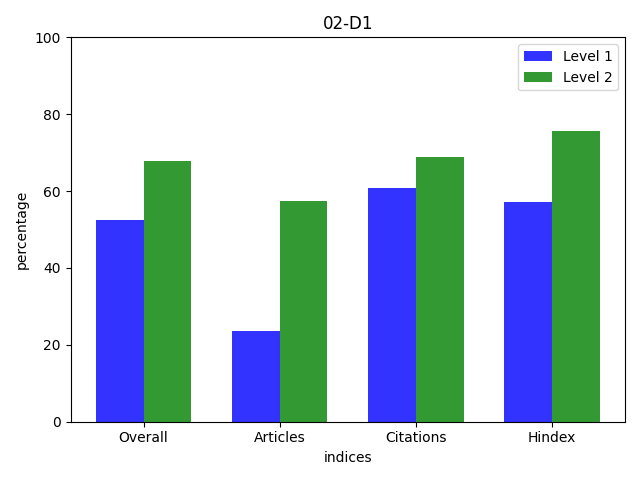 02-D1
100
80
60
40
20
0
percentage
Level 1
Level 2
Overall Articles Citations Hindex
indices